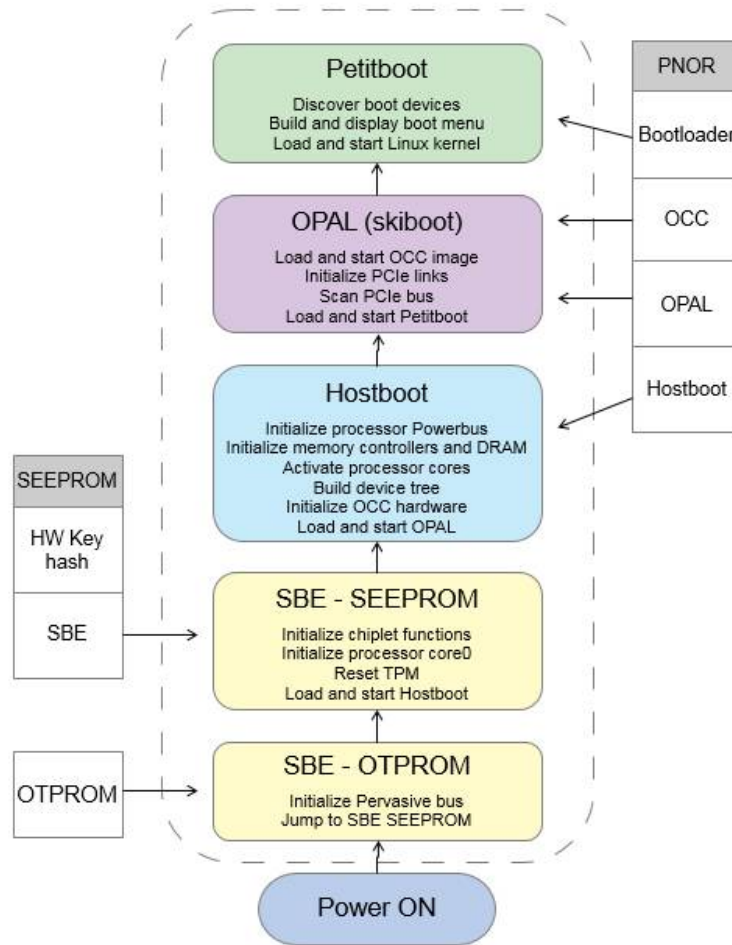 Petitboot
Discover boot devices
Build and display boot menu
Load and start Linux kernel
OPAL (skiboot)
Load and start OCC image
Initialize PCIe links
Scan PCIe bus
Load and start Petitboot
Hostboot
Initialize processor Powerbus
Initialize memory controllers and DRAM
Activate processor cores
Build device tree
Initialize OCC hardware
Load and start OPAL
SBE - SEEPROM
Initialize chiplet functions
Initialize processor core0
Reset TPM
Load and start Hostboot
SBE - OTPROM
Initialize Pervasive bus
Jump to SBE SEEPROM
Power ON
PNOR
Bootloader
OCC
OPAL
Hostboot
SEEPROM
HW Key
hash
SBE
OTPROM